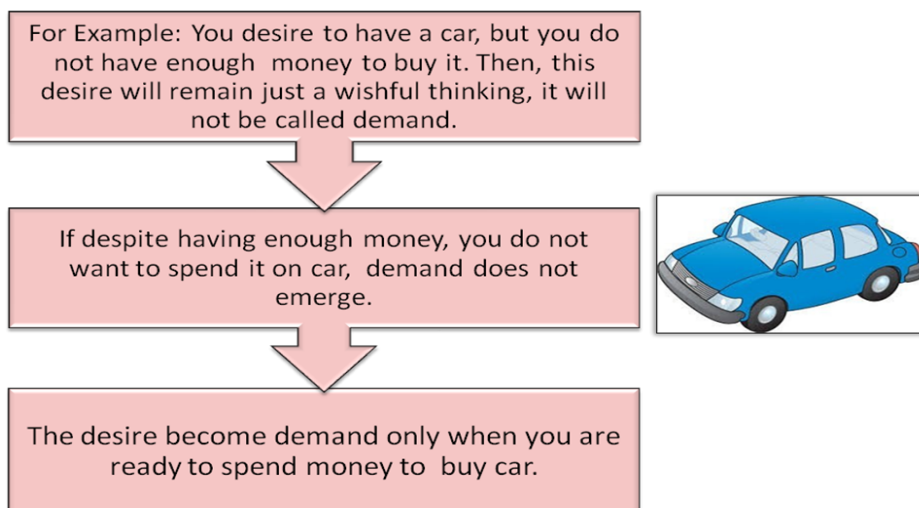 For Example: You desire to have a car, but you do
not have enough money to buy it. Then, this
desire will remain just a wishful thinking, it will
not be called demand.
If despite having enough money, you do not
want to spend it on car, demand does not
emerge.
The desire become demand only when you are
ready to spend money to buy car.